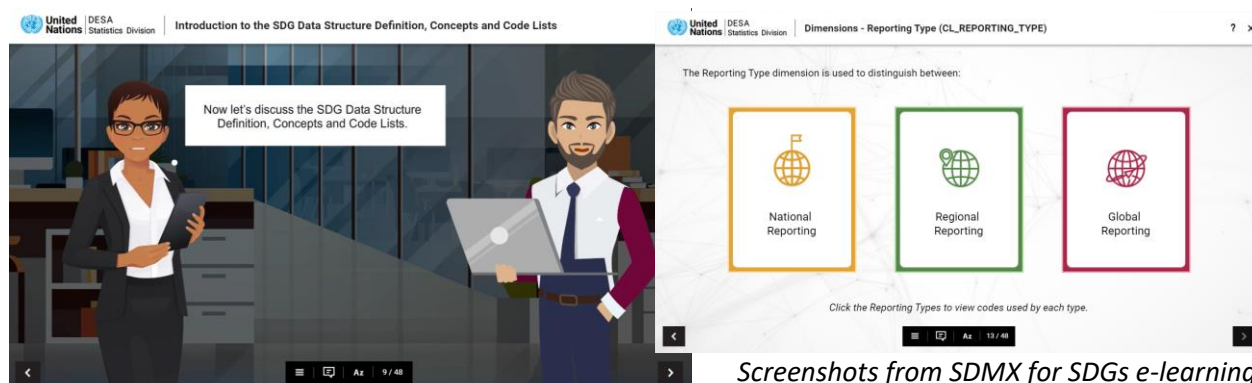 United Nations
DESA
Statistics Division
Introduction to the SDG Data Structure Definition, Concepts and Code Lists
Now let's discuss the SDG Data Structure
Definition, Concepts and Code Lists.
Az
9 / 48
United Nations
DESA
Statistics Division
Dimensions - Reporting Type (CL_REPORTING_TYPE)
? ×
The Reporting Type dimension is used to distinguish between:
National
Reporting
Regional
Reporting
Global
Reporting
Click the Reporting Types to view codes used by each type.
Az
13 / 48
Screenshots from SDMX for SDGs e-learning